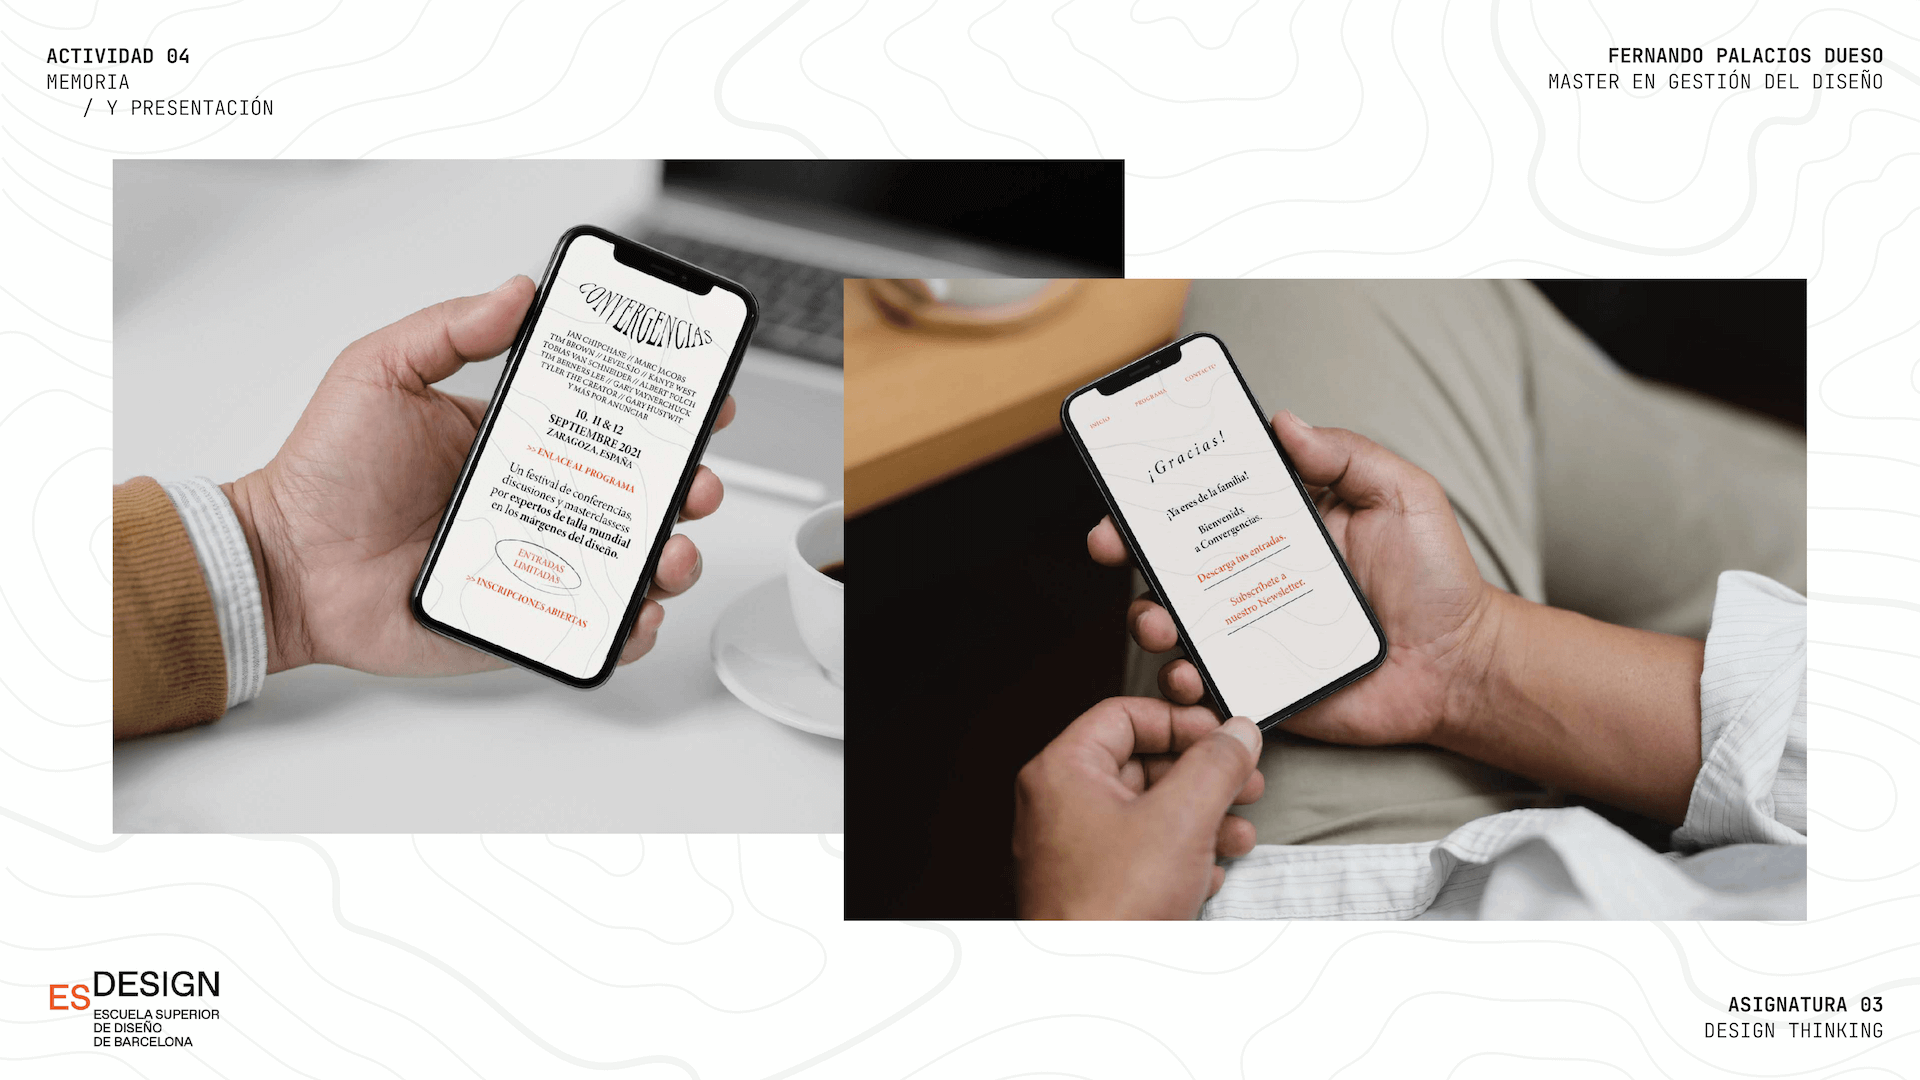 ACTIVIDAD 04
MEMORIA
/ Y PRESENTACIÓN
FERNANDO PALACIOS DUESO
MASTER EN GESTIÓN DEL DISEÑO
CONVERGENCIAS
JAN CHIPCHASE // MARC JACOBS
TIM BROWN // LEVELSJO // KANYE WEST
TOBIAS VAN SCHNEIDER // ALBERT FOLCH
TIM BERNERS LEE // GARY VAYNERCHUCK
TYLER THE CREATOR // GARY HUSTWIT
Y MÁS POR ANUNCIAR
10, 11 & 12
SEPTIEMBRE 2021
ZARAGOZA, ESPAÑA
>> ENLACE AL PROGRAMA
Un festival de conferencias,
discusiones y masterclassess
por expertos de talla mundial
en los márgenes del diseño.
ENTRADAS
LIMITADAS
>> INSCRIPCIONES ABIERTAS
INICIO
PROGRAMA
CONTACTO
¡Gracias!
¡Ya eres de la familia!
Bienvenidx
a Convergencias.
Descarga tus entradas.
Subscríbete a
nuestro Newsletter.
ES DESIGN
ESCUELA SUPERIOR
DE DISEÑO
DE BARCELONA
ASIGNATURA 03
DESIGN THINKING